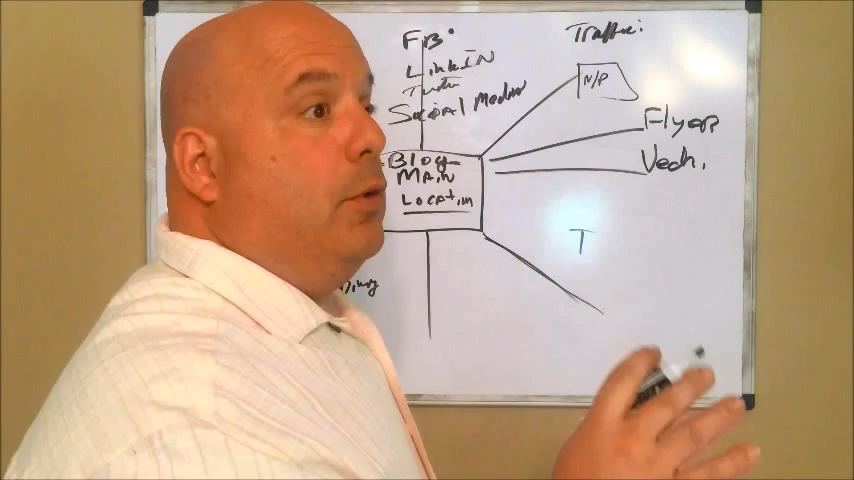 FB.
LinkIN
Social Media
Blog
MAIN
LOCATION
Traffic:
N/P
Flyer
Vech.
T